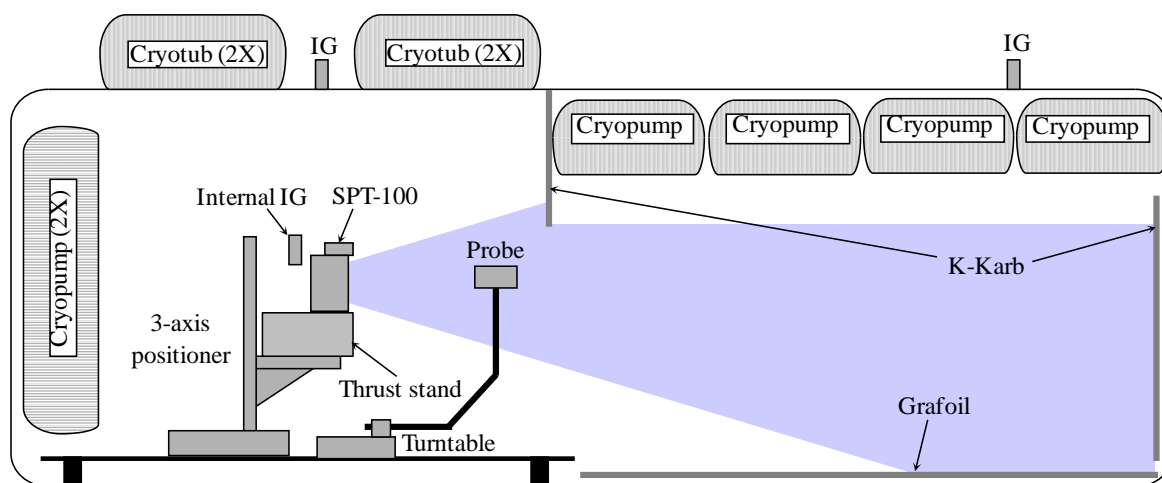 IG
Cryotub (2X)
Cryotub (2X)
IG
Cryopump
Cryopump
Cryopump
Cryopump
Cryopump (2X)
Internal IG
SPT-100
Probe
K-Karb
3-axis
positioner
Thrust stand
Grafoil
Turntable